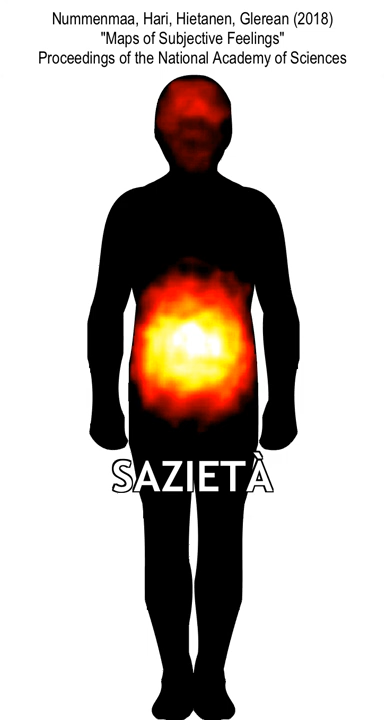 Nummenmaa, Hari, Hietanen, Glerean (2018)
"Maps of Subjective Feelings"
Proceedings of the National Academy of Sciences
SAZIETÀ